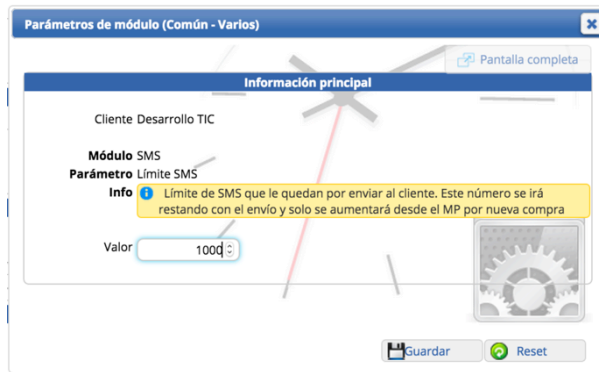 Parámetros de módulo (Común - Varios)
Pantalla completa
Información principal
Cliente Desarrollo TIC
Módulo SMS
Parámetro Límite SMS
Info Límite de SMS que le quedan por enviar al cliente. Este número se irá
restando con el envío y solo se aumentará desde el MP por nueva compra
Valor 1000
Guardar Reset